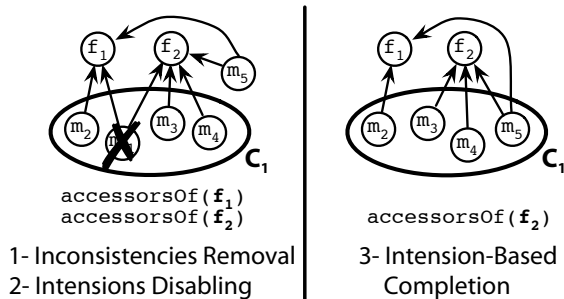 f1 f2 m5
m2 m3 m4
C1
accessorsOf(f1)
accessorsOf(f2)
1- Inconsistencies Removal
2- Intensions Disabling
f1 f2
m2 m3 m4 m5
C1
accessorsOf(f2)
3- Intension-Based
Completion